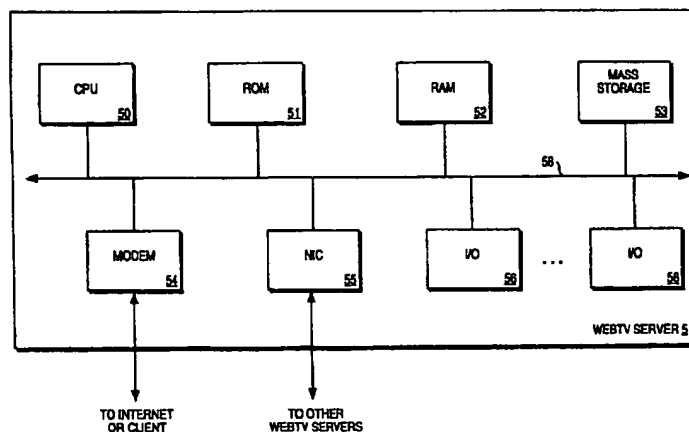 CPU
50
ROM
51
RAM
52
MASS
STORAGE
53
58
MODEM
54
NIC
55
I/O
56
...
I/O
56
WEBTV SERVER 5
TO INTERNET
OR CLIENT
TO OTHER
WEBTV SERVERS